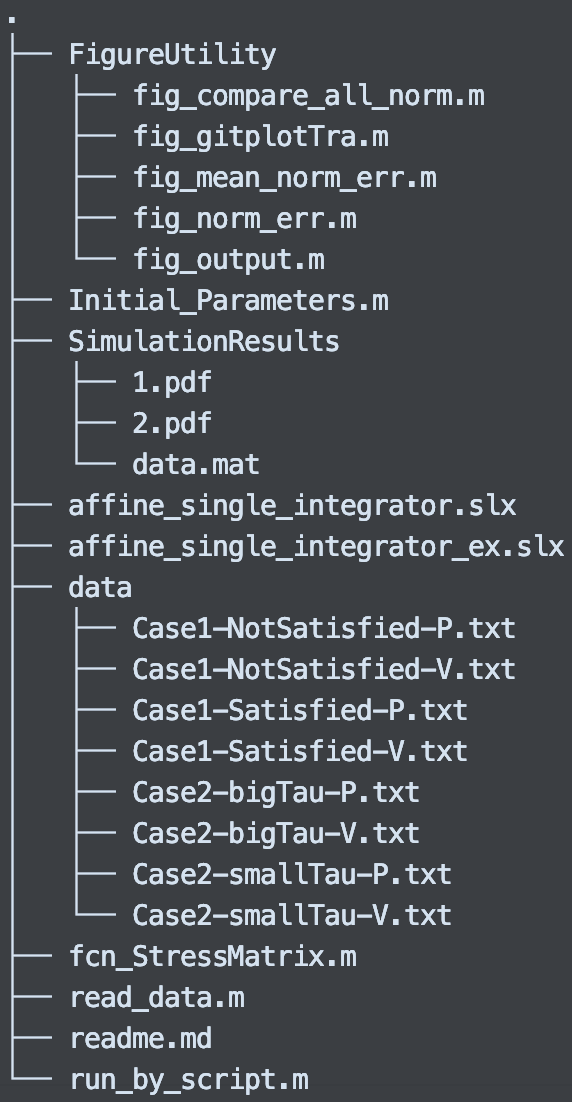 .
├── FigureUtility
│   ├── fig_compare_all_norm.m
│   ├── fig_gitplotTra.m
│   ├── fig_mean_norm_err.m
│   ├── fig_norm_err.m
│   └── fig_output.m
├── Initial_Parameters.m
├── SimulationResults
│   ├── 1.pdf
│   ├── 2.pdf
│   └── data.mat
├── affine_single_integrator.slx
├── affine_single_integrator_ex.slx
├── data
│   ├── Case1-NotSatisfied-P.txt
│   ├── Case1-NotSatisfied-V.txt
│   ├── Case1-Satisfied-P.txt
│   ├── Case1-Satisfied-V.txt
│   ├── Case2-bigTau-P.txt
│   ├── Case2-bigTau-V.txt
│   ├── Case2-smallTau-P.txt
│   └── Case2-smallTau-V.txt
├── fcn_StressMatrix.m
├── read_data.m
├── readme.md
└── run_by_script.m